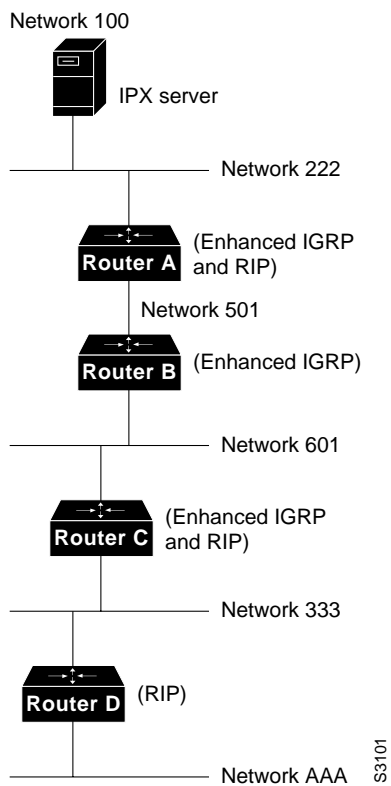 Network 100
IPX server
Network 222
Router A
(Enhanced IGRP
and RIP)
Network 501
Router B
(Enhanced IGRP)
Network 601
Router C
(Enhanced IGRP
and RIP)
Network 333
Router D
(RIP)
Network AAA
S3101